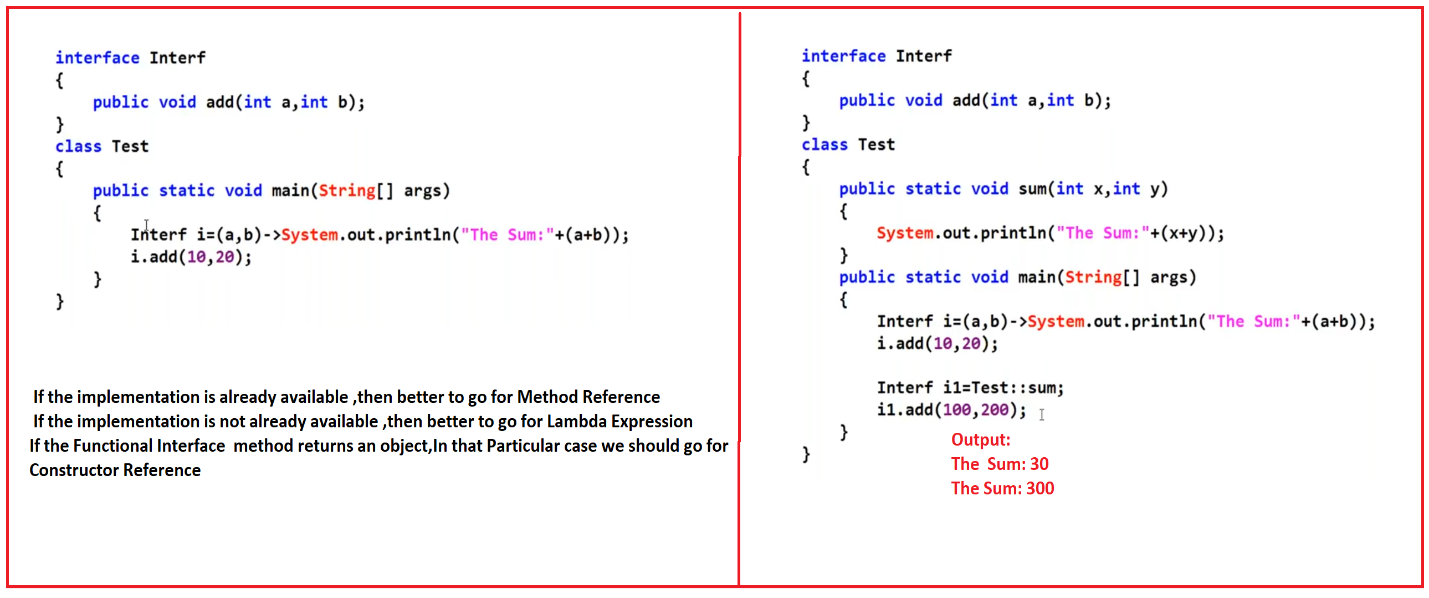 interface Interf
{
public void add(int a,int b);
}
class Test
{
public static void main(String[] args)
{
Interf i=(a,b)->System.out.println("The Sum:"+(a+b));
i.add(10,20);
}
}
If the implementation is already available ,then better to go for Method Reference
If the implementation is not already available ,then better to go for Lambda Expression
If the Functional Interface method returns an object,In that Particular case we should go for
Constructor Reference
interface Interf
{
public void add(int a,int b);
}
class Test
{
public static void sum(int x,int y)
{
System.out.println("The Sum:"+(x+y));
}
public static void main(String[] args)
{
Interf i=(a,b)->System.out.println("The Sum:"+(a+b));
i.add(10,20);
Interf i1=Test::sum;
i1.add(100,200);
}
}
Output:
The Sum: 30
The Sum: 300